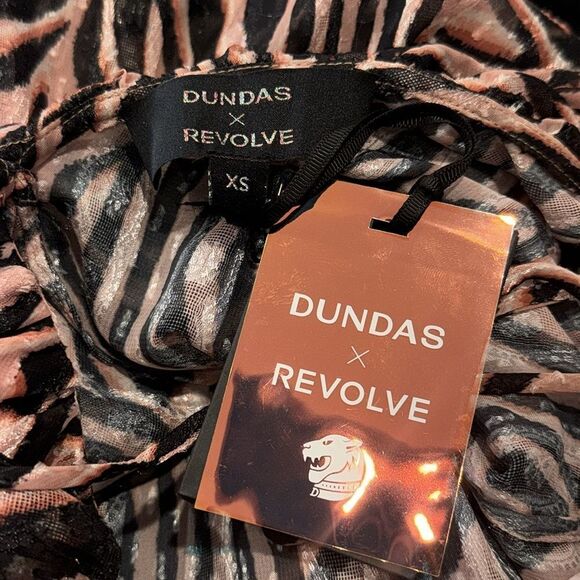 DUNDAS
×
REVOLVE
XS
DUNDAS
×
REVOLVE
D